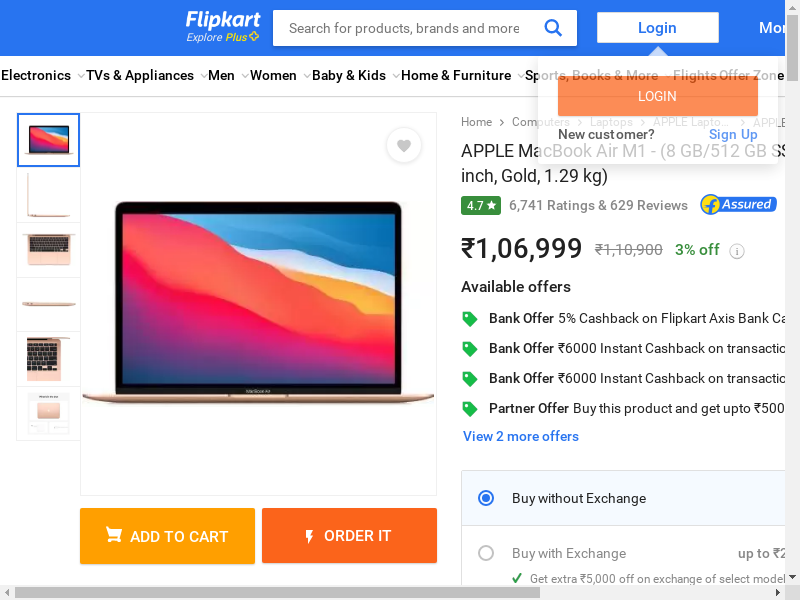 Flipkart
Explore Plus
Search for products, brands and more
Login
Electronics
TVs & Appliances
Men
Women
Baby & Kids
Home & Furniture
Sports, Books & More
Flights
Offer Zone
LOGIN
New customer?
Sign Up
Home
Computers
Laptops
APPLE Lapto...
APPLE
APPLE MacBook Air M1 - (8 GB/512 GB SS
inch, Gold, 1.29 kg)
4.7
6,741 Ratings & 629 Reviews
Assured
₹1,06,999
₹1,10,900
3% off
Available offers
Bank Offer 5% Cashback on Flipkart Axis Bank Ca
Bank Offer ₹6000 Instant Cashback on transactio
Bank Offer ₹6000 Instant Cashback on transactio
Partner Offer Buy this product and get upto ₹500
View 2 more offers
MacBook Air
ADD TO CART
ORDER IT
Buy without Exchange
Buy with Exchange
up to ₹2
Get extra ₹5,000 off on exchange of select model